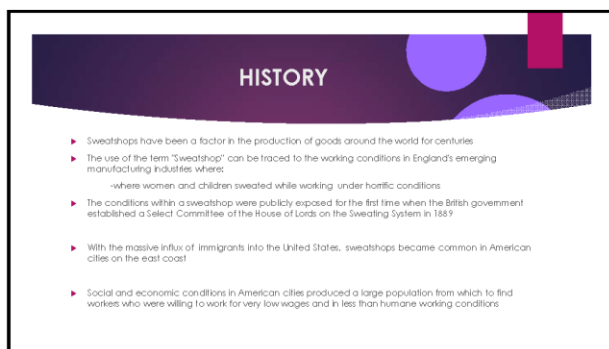 HISTORY
Sweatshops have been a factor in the production of goods around the world for centuries
The use of the term "Sweatshop" can be traced to the working conditions in England's emerging
manufacturing industries where:
-where women and children sweated while working under horrific conditions
The conditions within a sweatshop were publicly exposed for the first time when the British government
established a Select Committee of the House of Lords on the Sweating System in 1889
With the massive influx of immigrants into the United States, sweatshops became common in American
cities on the east coast
Social and economic conditions in American cities produced a large population from which to find
workers who were willing to work for very low wages and in less than humane working conditions